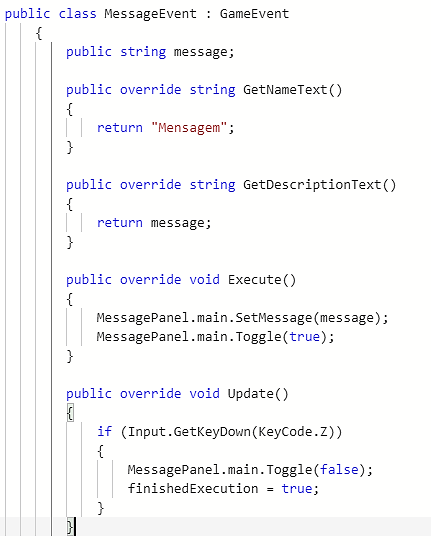 public class MessageEvent : GameEvent
{
public string message;
public override string GetNameText()
{
return "Mensagem";
}
public override string GetDescriptionText()
{
return message;
}
public override void Execute()
{
MessagePanel.main.SetMessage(message);
MessagePanel.main.Toggle(true);
}
public override void Update()
{
if (Input.GetKeyDown(KeyCode.Z))
{
MessagePanel.main.Toggle(false);
finishedExecution = true;
}
}